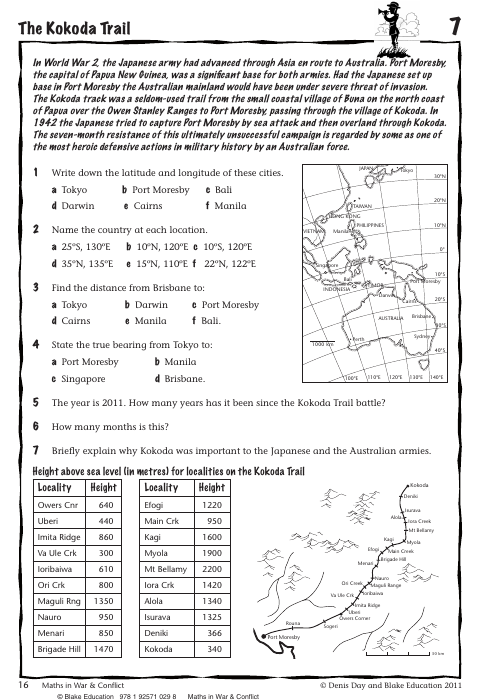 The Kokoda Trail
7
In World War 2, the Japanese army had advanced through Asia en route to Australia. Port Moresby,
the capital of Papua New Guinea, was a significant base for both armies. Had the Japanese set up
base in Port Moresby the Australian mainland would have been under severe threat of invasion.
The Kokoda track was a seldom-used trail from the small coastal village of Buna on the north coast
of Papua over the Owen Stanley Ranges to Port Moresby, passing through the village of Kokoda. In
1942 the Japanese tried to capture Port Moresby by sea attack and then overland through Kokoda.
The seven-month resistance of this ultimately unsuccessful campaign is regarded by some as one of
the most heroic defensive actions in military history by an Australian force.
1 Write down the latitude and longitude of these cities.
a Tokyo b Port Moresby c Bali
d Darwin e Cairns f Manila
2 Name the country at each location.
a 25°S, 130°E b 10°N, 120°E c 10°S, 120°E
d 35°N, 135°E e 15°N, 110°E f 22°N, 122°E
3 Find the distance from Brisbane to:
a Tokyo b Darwin c Port Moresby
d Cairns e Manila f Bali.
4 State the true bearing from Tokyo to:
a Port Moresby b Manila
c Singapore d Brisbane.
JAPAN
Tokyo
30°N
TAIWAN
20°N
HONG KONG
PHILIPPINES
10°N
VIETNAM
Manila
0°
Singapore
Bali
10°S
INDONESIA
Port Moresby
Darwin
Cairns
20°S
AUSTRALIA
Brisbane
Perth
Sydney
1000 km
40°S
100°E 110°E 120°E 130°E 140°E
5 The year is 2011. How many years has it been since the Kokoda Trail battle?
6 How many months is this?
7 Briefly explain why Kokoda was important to the Japanese and the Australian armies.
Height above sea level (in metres) for localities on the Kokoda Trail
Locality Height
Owers Cnr 640
Uberi 440
Imita Ridge 860
Va Ule Crk 300
Ioribaiwa 610
Ori Crk 800
Maguli Rng 1350
Nauro 950
Menari 850
Brigade Hill 1470
Locality Height
Efogi 1220
Main Crk 950
Kagi 1600
Myola 1900
Mt Bellamy 2200
Iora Crk 1420
Alola 1340
Isurava 1325
Deniki 366
Kokoda 340
Kokoda
Deniki
Isurava
Alola
Iora Creek
Mt Bellamy
Kagi
Myola
Efogi
Main Creek
Brigade Hill
Menari
Nauro
Ori Creek
Maguli Range
Ioribaiwa
Va Ule Crk
Imita Ridge
Uberi
Owers Corner
Sogeri
Rouna
Port Moresby
16 Maths in War & Conflict
© Denis Day and Blake Education 2011
© Blake Education 978 1 92571 029 8 Maths in War & Conflict